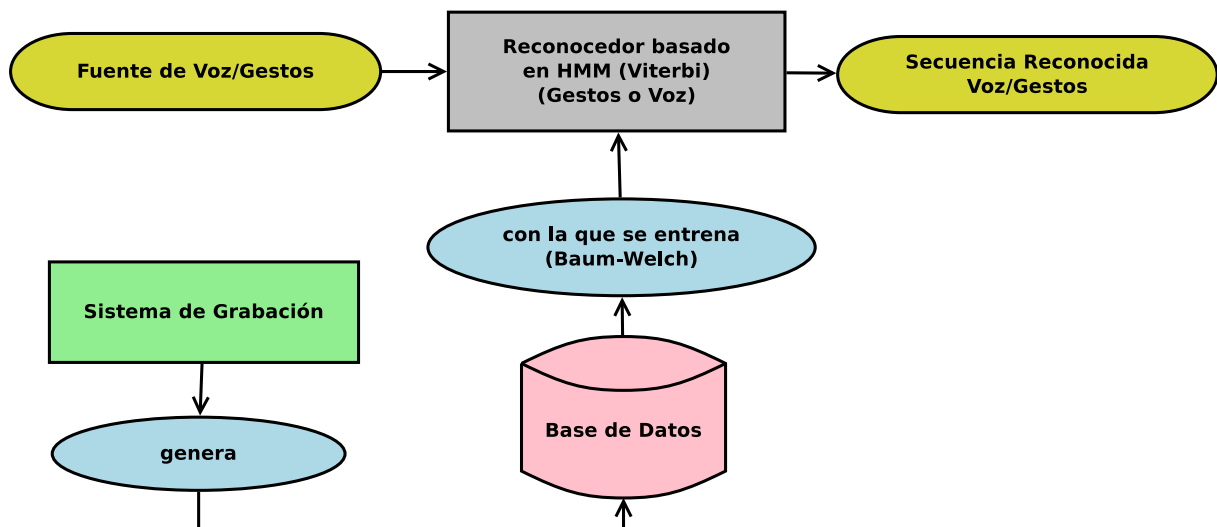 Fuente de Voz/Gestos
Reconocedor basado
en HMM (Viterbi)
(Gestos o Voz)
Secuencia Reconocida
Voz/Gestos
con la que se entrena
(Baum-Welch)
Sistema de Grabación
Base de Datos
genera